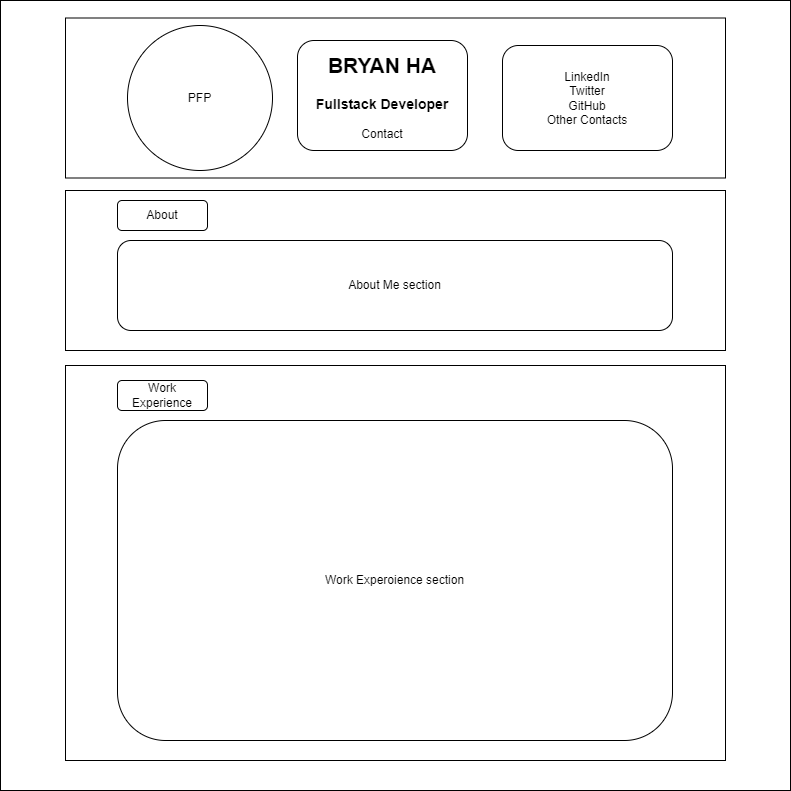 PFP
BRYAN HA
Fullstack Developer
Contact
LinkedIn
Twitter
GitHub
Other Contacts
About
About Me section
Work
Experience
Work Experoience section